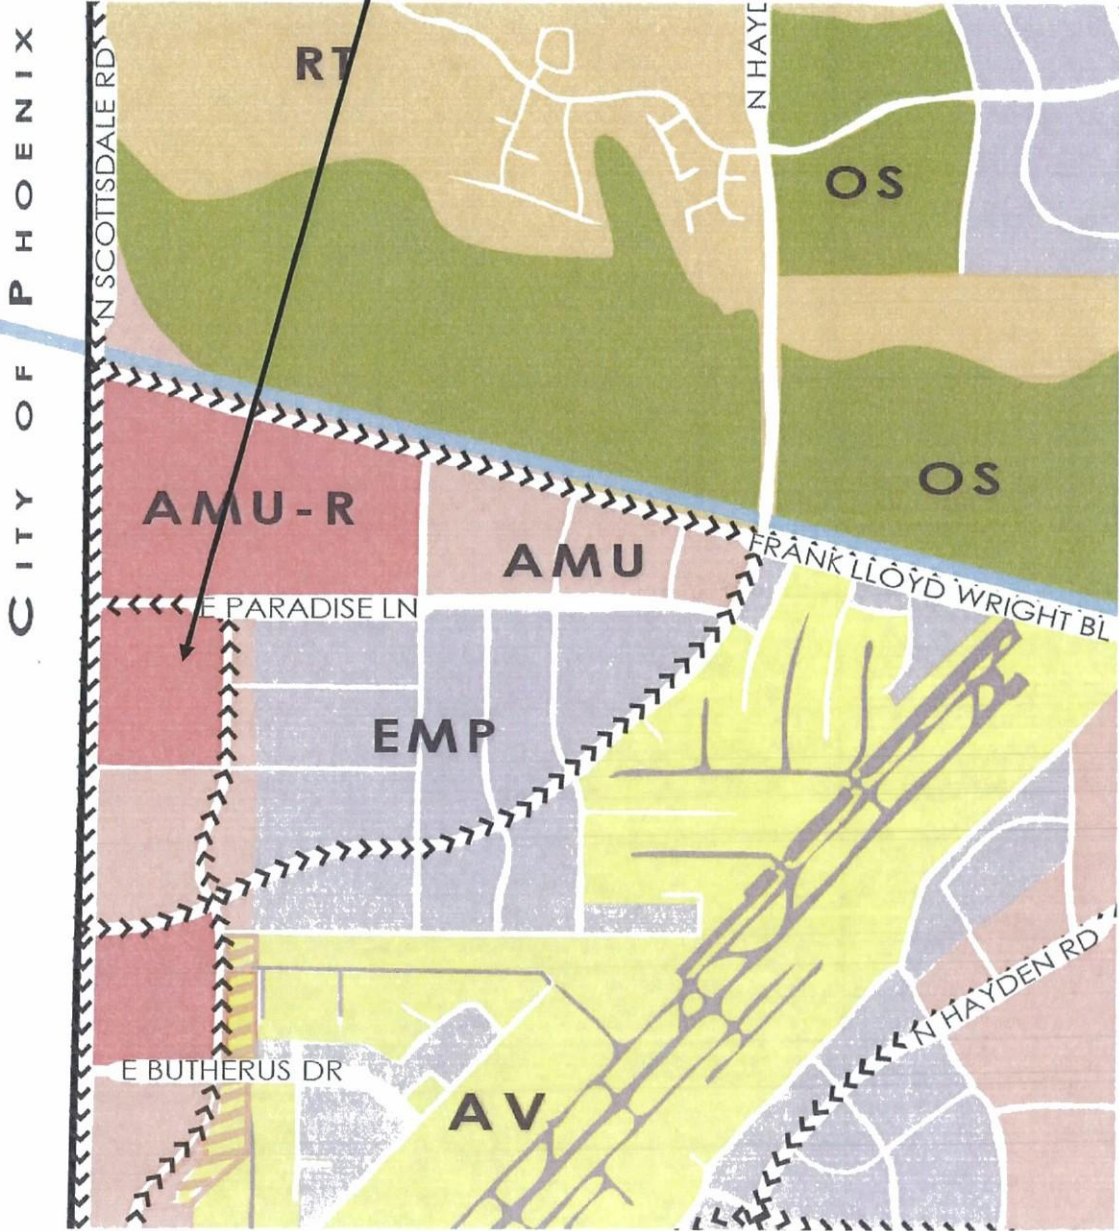 CITY OF PHOENIX
N SCOTTSDALE RD
RT
N HAYD
OS
OS
AMU-R
AMU
FRANK LLOYD WRIGHT BL
E PARADISE LN
EMP
N HAYDEN RD
E BUTHERUS DR
AV